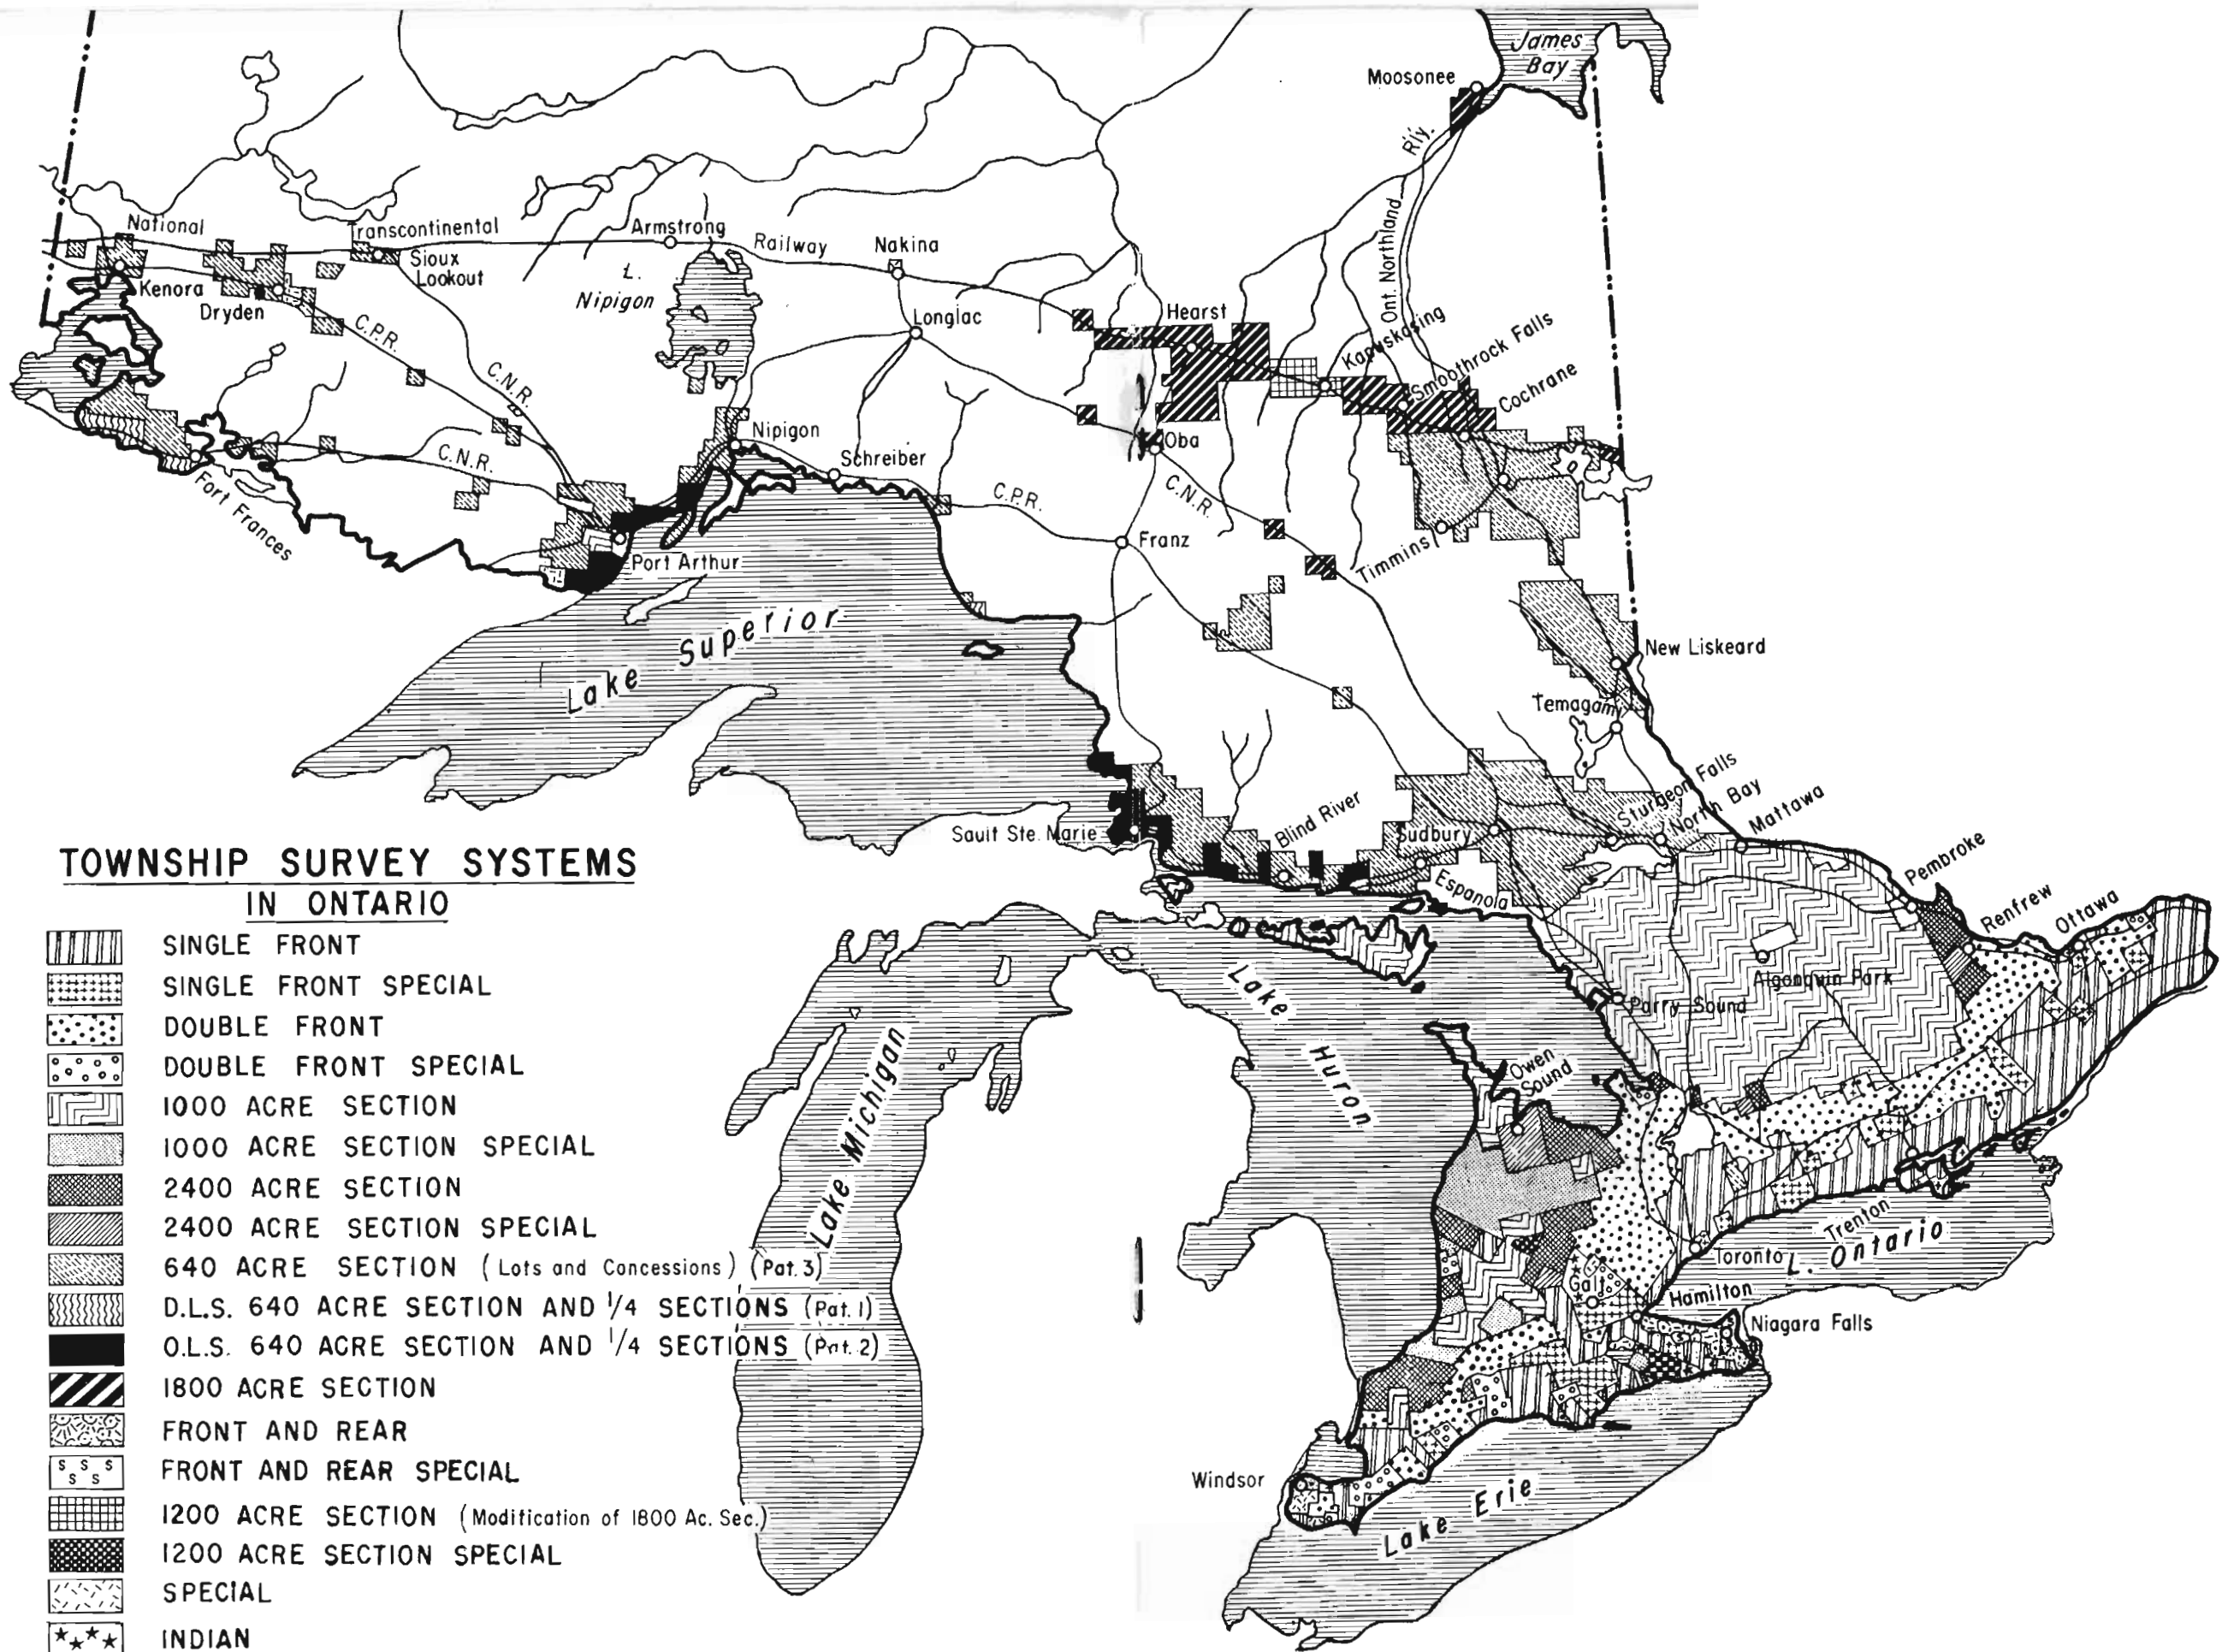 James
Bay
Moosonee
Rly.
Ont. Northland
National
Transcontinental
Armstrong
Railway
Nakina
Sioux
Lookout
Kenora
Dryden
L.
Nipigon
Longlac
Hearst
Kapuskasing
Smoothrock Falls
Cochrane
C.P.R.
C.N.R.
Nipigon
Oba
Schreiber
C.N.R.
Fort Frances
C.P.R.
C.N.R.
Franz
Timmins
Port Arthur
Lake Superior
New Liskeard
Temagami
Sturgeon Falls
North Bay
Mattawa
Sault Ste. Marie
Blind River
Sudbury
Espanola
Pembroke
Renfrew
Ottawa
Algonquin Park
Parry Sound
Lake Huron
Lake Michigan
Owen
Sound
Trenton
Toronto
L. Ontario
Galt
Hamilton
Niagara Falls
Windsor
Lake Erie
TOWNSHIP SURVEY SYSTEMS
IN ONTARIO
SINGLE FRONT
SINGLE FRONT SPECIAL
DOUBLE FRONT
DOUBLE FRONT SPECIAL
1000 ACRE SECTION
1000 ACRE SECTION SPECIAL
2400 ACRE SECTION
2400 ACRE SECTION SPECIAL
640 ACRE SECTION (Lots and Concessions) (Pat. 3)
D.L.S. 640 ACRE SECTION AND 1/4 SECTIONS (Pat. 1)
O.L.S. 640 ACRE SECTION AND 1/4 SECTIONS (Pat. 2)
1800 ACRE SECTION
FRONT AND REAR
S S S
S S
FRONT AND REAR SPECIAL
1200 ACRE SECTION (Modification of 1800 Ac. Sec.)
1200 ACRE SECTION SPECIAL
SPECIAL
INDIAN